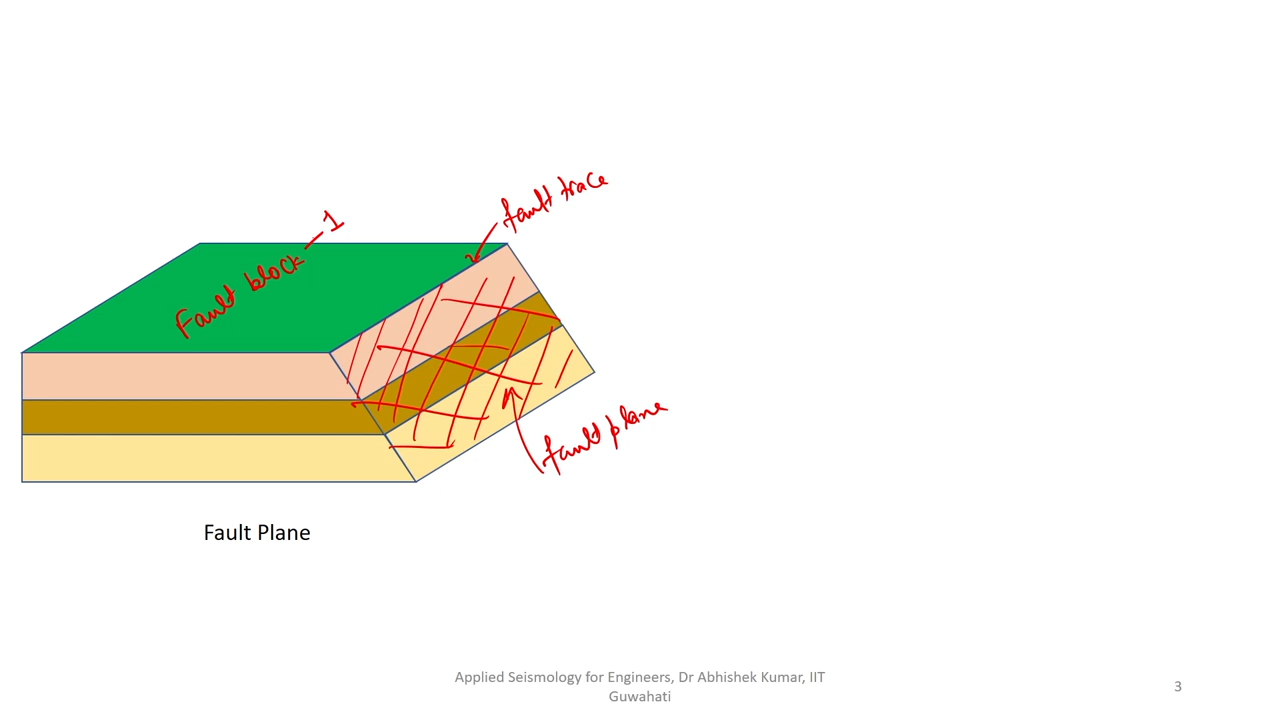 fault trace
Fault block - 1
fault plane
Fault Plane
Applied Seismology for Engineers, Dr Abhishek Kumar, IIT
Guwahati
3